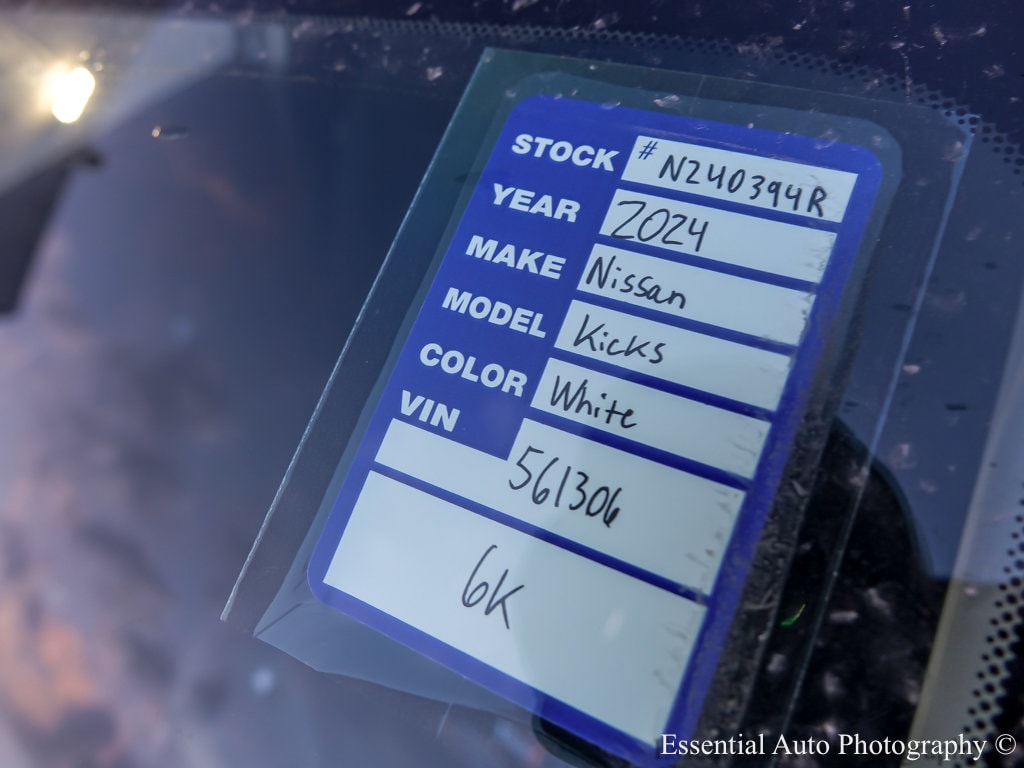 STOCK # N240394R
YEAR 2024
MAKE Nissan
MODEL Kicks
COLOR White
VIN 561306
6K
Essential Auto Photography ©